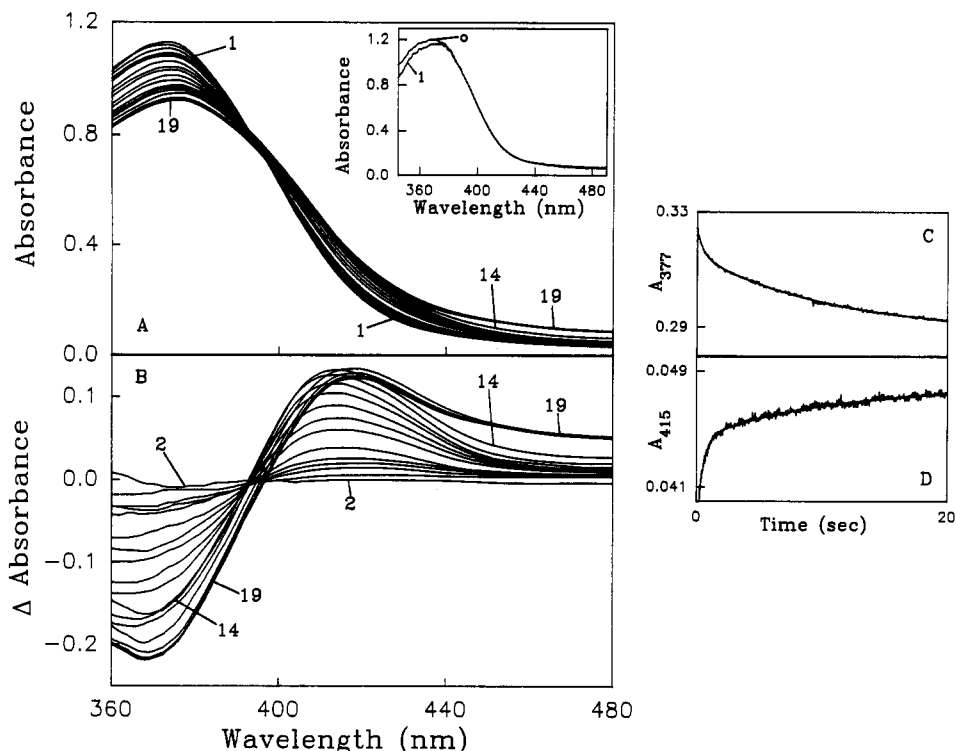 1.2
0.8
0.4
0.0
Absorbance
1
19
14
19
1
A
1.2
0.8
0.4
0.0
Absorbance
o
1
360
400
440
480
Wavelength (nm)
B
0.1
0.0
−0.1
−0.2
Δ Absorbance
2
14
19
2
19
14
360
400
440
480
Wavelength (nm)
0.33
0.29
A377
C
0.049
0.041
A415
D
0
20
Time (sec)